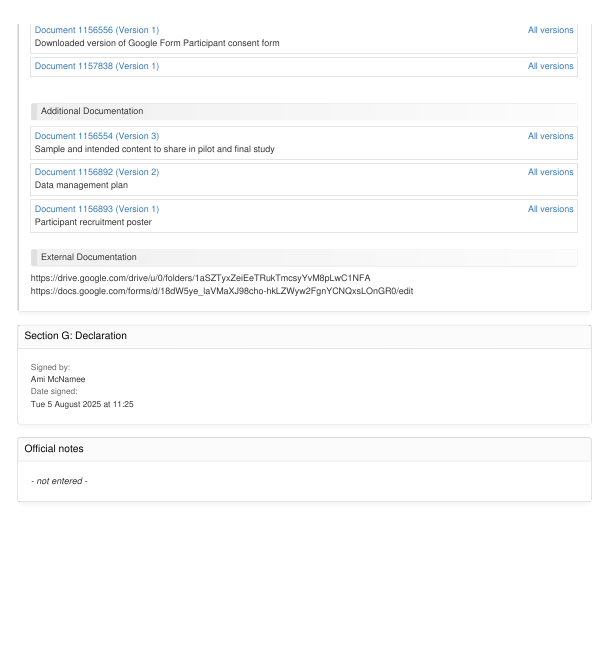 Document 1156556 (Version 1) All versions
Downloaded version of Google Form Participant consent form
Document 1157838 (Version 1) All versions
Additional Documentation
Document 1156554 (Version 3) All versions
Sample and intended content to share in pilot and final study
Document 1156892 (Version 2) All versions
Data management plan
Document 1156893 (Version 1) All versions
Participant recruitment poster
External Documentation
https://drive.google.com/drive/u/0/folders/1aSZTyxZeiEeTRukTmcsyYvM8pLwC1NFA
https://docs.google.com/forms/d/18dW5ye_IaVMaXJ98cho-hkLZWyw2FgnYCNQxsLOnGR0/edit
Section G: Declaration
Signed by:
Ami McNamee
Date signed:
Tue 5 August 2025 at 11:25
Official notes
- not entered -